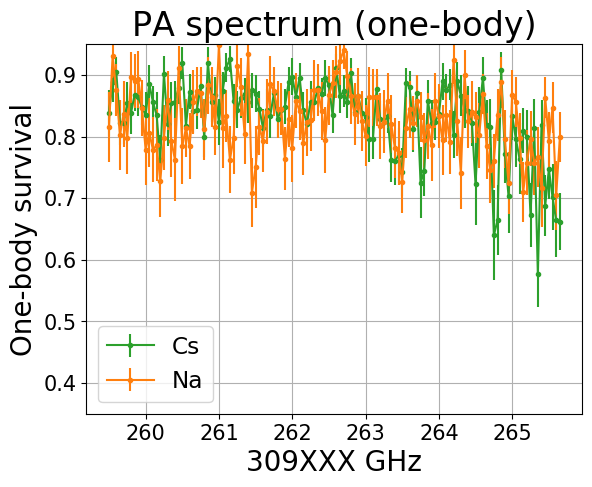 PA spectrum (one-body)
One-body survival
0.9
0.8
0.7
0.6
0.5
0.4
Cs
Na
260 261 262 263 264 265
309XXX GHz